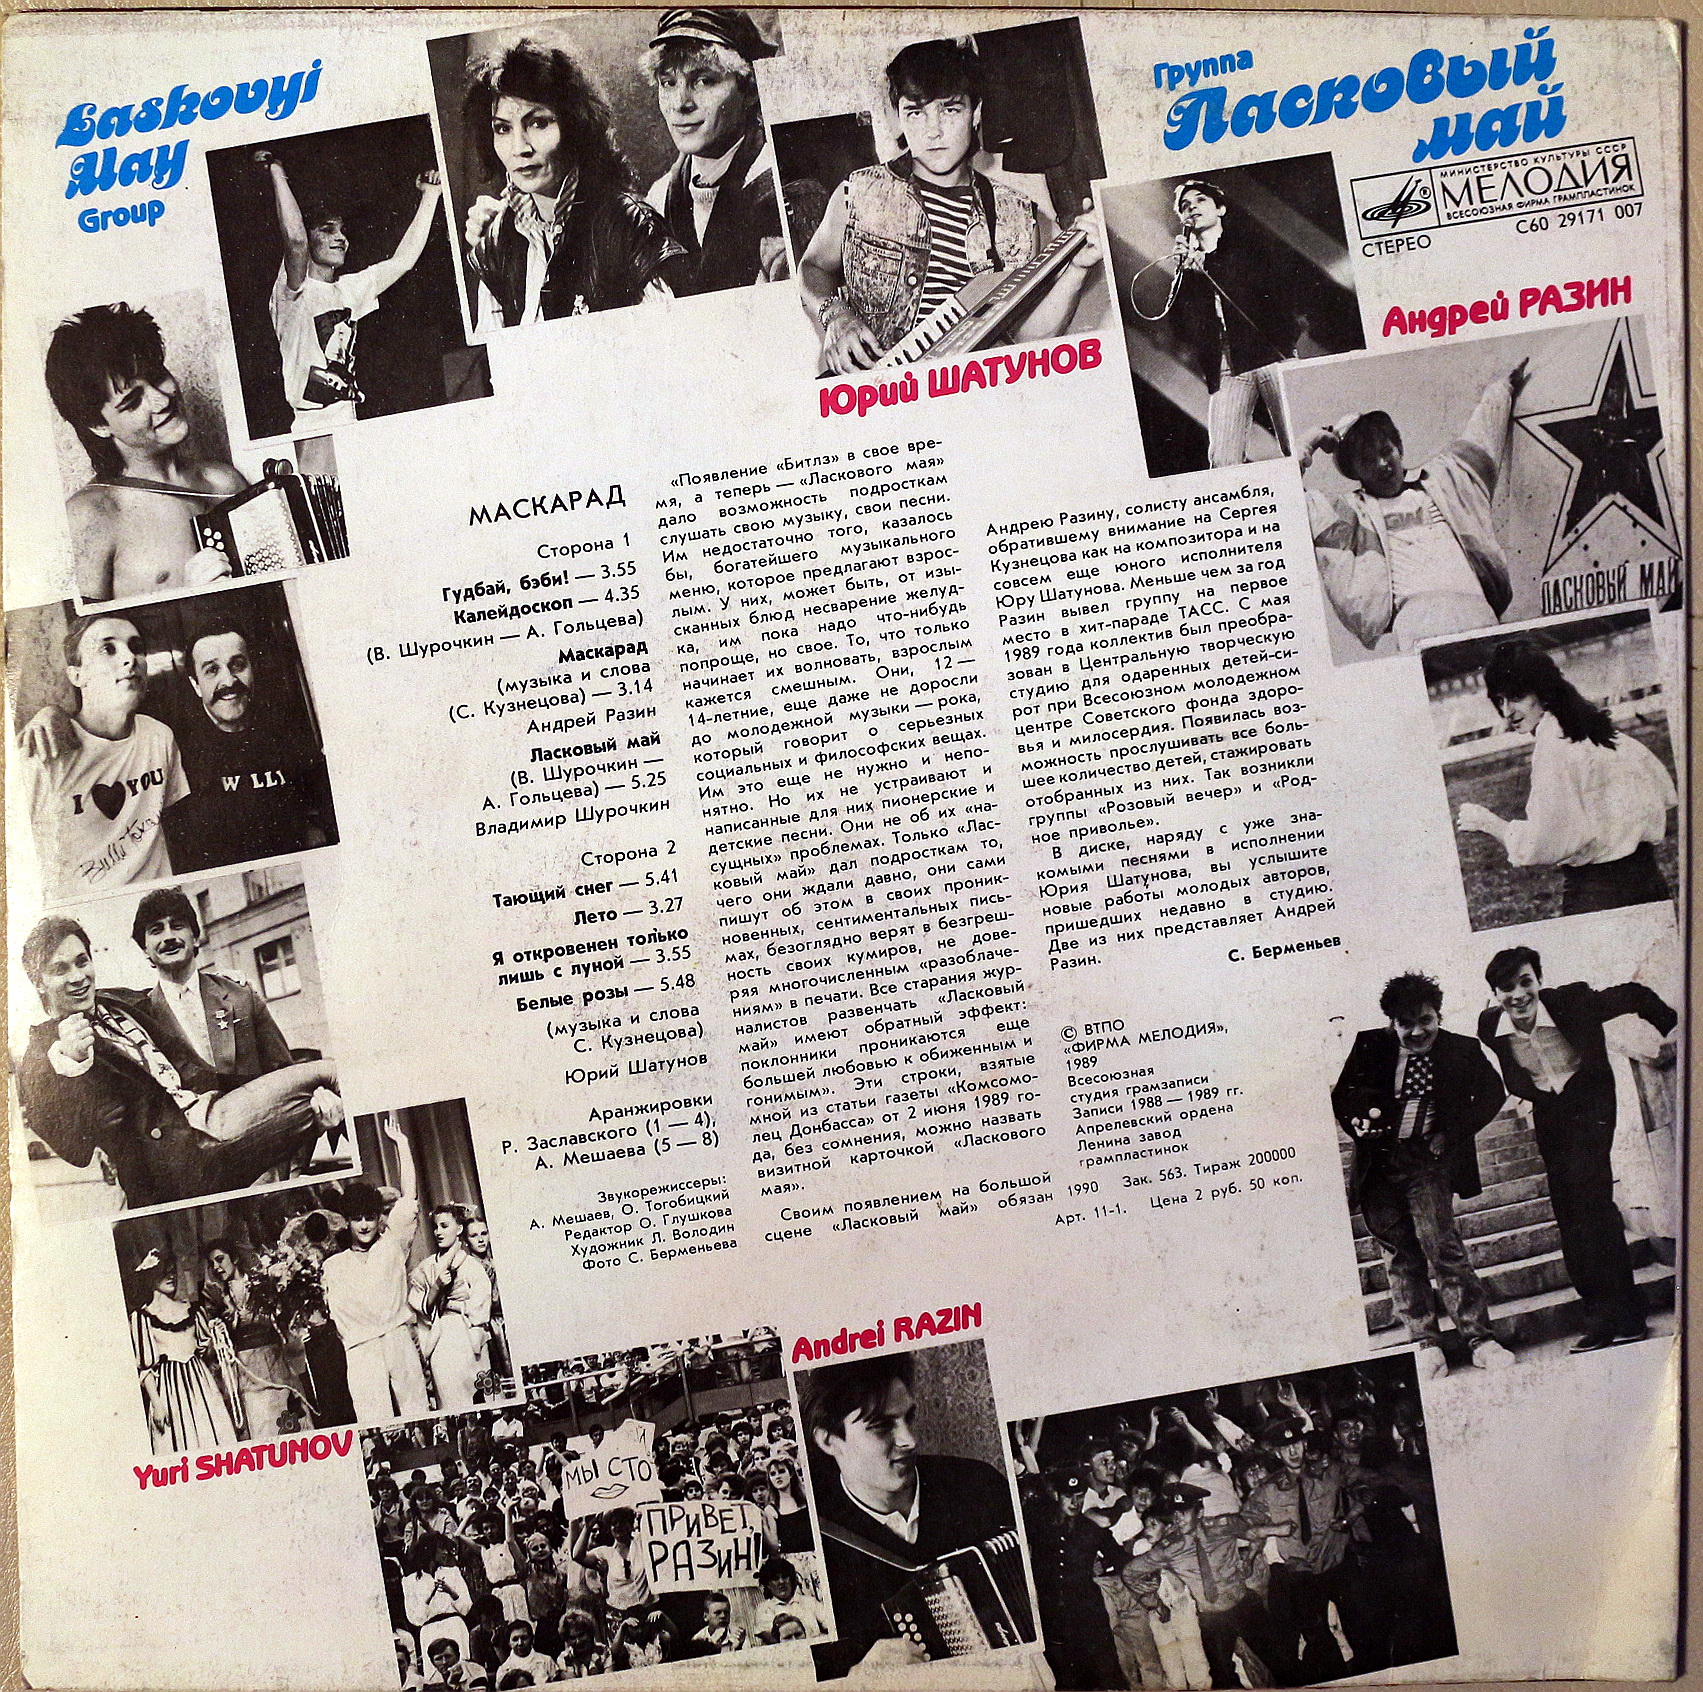 Laskovyi
May
Group
Группа
Ласковый
май
МИНИСТЕРСТВО КУЛЬТУРЫ СССР
МЕЛОДИЯ
ВСЕСОЮЗНАЯ ФИРМА ГРАМПЛАСТИНОК
СТЕРЕО
С60 29171 007
Андрей РАЗИН
Юрий ШАТУНОВ
ЛАСКОВЫЙ МАЙ
I YOU
МАСКАРАД
Сторона 1
Гудбай, бэби! — 3.55
Калейдоскоп — 4.35
(В. Шурочкин — А. Гольцева)
Маскарад
(музыка и слова
(С. Кузнецова) — 3.14
Андрей Разин
Ласковый май
(В. Шурочкин —
А. Гольцева) — 5.25
Владимир Шурочкин
Сторона 2
Тающий снег — 5.41
Лето — 3.27
Я откровенен только
лишь с луной — 3.55
Белые розы — 5.48
(музыка и слова
С. Кузнецова)
Юрий Шатунов
Аранжировки
Р. Заславского (1 — 4),
А. Мешаева (5 — 8)
Звукорежиссеры:
А. Мешаев, О. Тогобицкий
Редактор О. Глушкова
Художник Л. Володин
Фото С. Берменьева
«Появление «Битлз» в свое вре-
мя, а теперь — «Ласкового мая»
дало возможность подросткам
слушать свою музыку, свои песни.
Им недостаточно того, казалось
бы, богатейшего музыкального
меню, которое предлагают взрос-
лым. У них, может быть, от изы-
сканных блюд несварение желуд-
ка, им пока надо что-нибудь
попроще, но свое. То, что только
начинает их волновать, взрослым
кажется смешным. Они, 12 —
14-летние, еще даже не доросли
до молодежной музыки — рока,
который говорит о серьезных
социальных и философских вещах.
Им это еще не нужно и непо-
нятно. Но их не устраивают и
написанные для них пионерские и
детские песни. Они не об их «на-
сущных» проблемах. Только «Лас-
ковый май» дал подросткам то,
чего они ждали давно, они сами
пишут об этом в своих проник-
новенных, сентиментальных пись-
мах, безоглядно верят в безгреш-
ность своих кумиров, не дове-
ряя многочисленным «разоблаче-
ниям» в печати. Все старания жур-
налистов развенчать «Ласковый
май» имеют обратный эффект:
поклонники проникаются еще
большей любовью к обиженным и
гонимым». Эти строки, взятые
мной из статьи газеты «Комсомо-
лец Донбасса» от 2 июня 1989 го-
да, без сомнения, можно назвать
визитной карточкой «Ласкового
мая».
Своим появлением на большой
сцене «Ласковый май» обязан
Андрею Разину, солисту ансамбля,
обратившему внимание на Сергея
Кузнецова как на композитора и на
совсем еще юного исполнителя
Юру Шатунова. Меньше чем за год
Разин вывел группу на первое
место в хит-параде ТАСС. С мая
1989 года коллектив был преобра-
зован в Центральную творческую
студию для одаренных детей-си-
рот при Всесоюзном молодежном
центре Советского фонда здоро-
вья и милосердия. Появилась воз-
можность прослушивать все боль-
шее количество детей, стажировать
отобранных из них. Так возникли
группы «Розовый вечер» и «Род-
ное приволье».
В диске, наряду с уже зна-
комыми песнями в исполнении
Юрия Шатунова, вы услышите
новые работы молодых авторов,
пришедших недавно в студию.
Две из них представляет Андрей
Разин.
С. Берменьев
© ВТПО
«ФИРМА МЕЛОДИЯ»,
1989
Всесоюзная
студия грамзаписи
Записи 1988 — 1989 гг.
Апрелевский ордена
Ленина завод
грампластинок
1990 Зак. 563. Тираж 200000
Арт. 11-1. Цена 2 руб. 50 коп.
Andrei RAZIN
Yuri SHATUNOV
МЫ СТО
ПРИВЕТ,
РАЗИН!